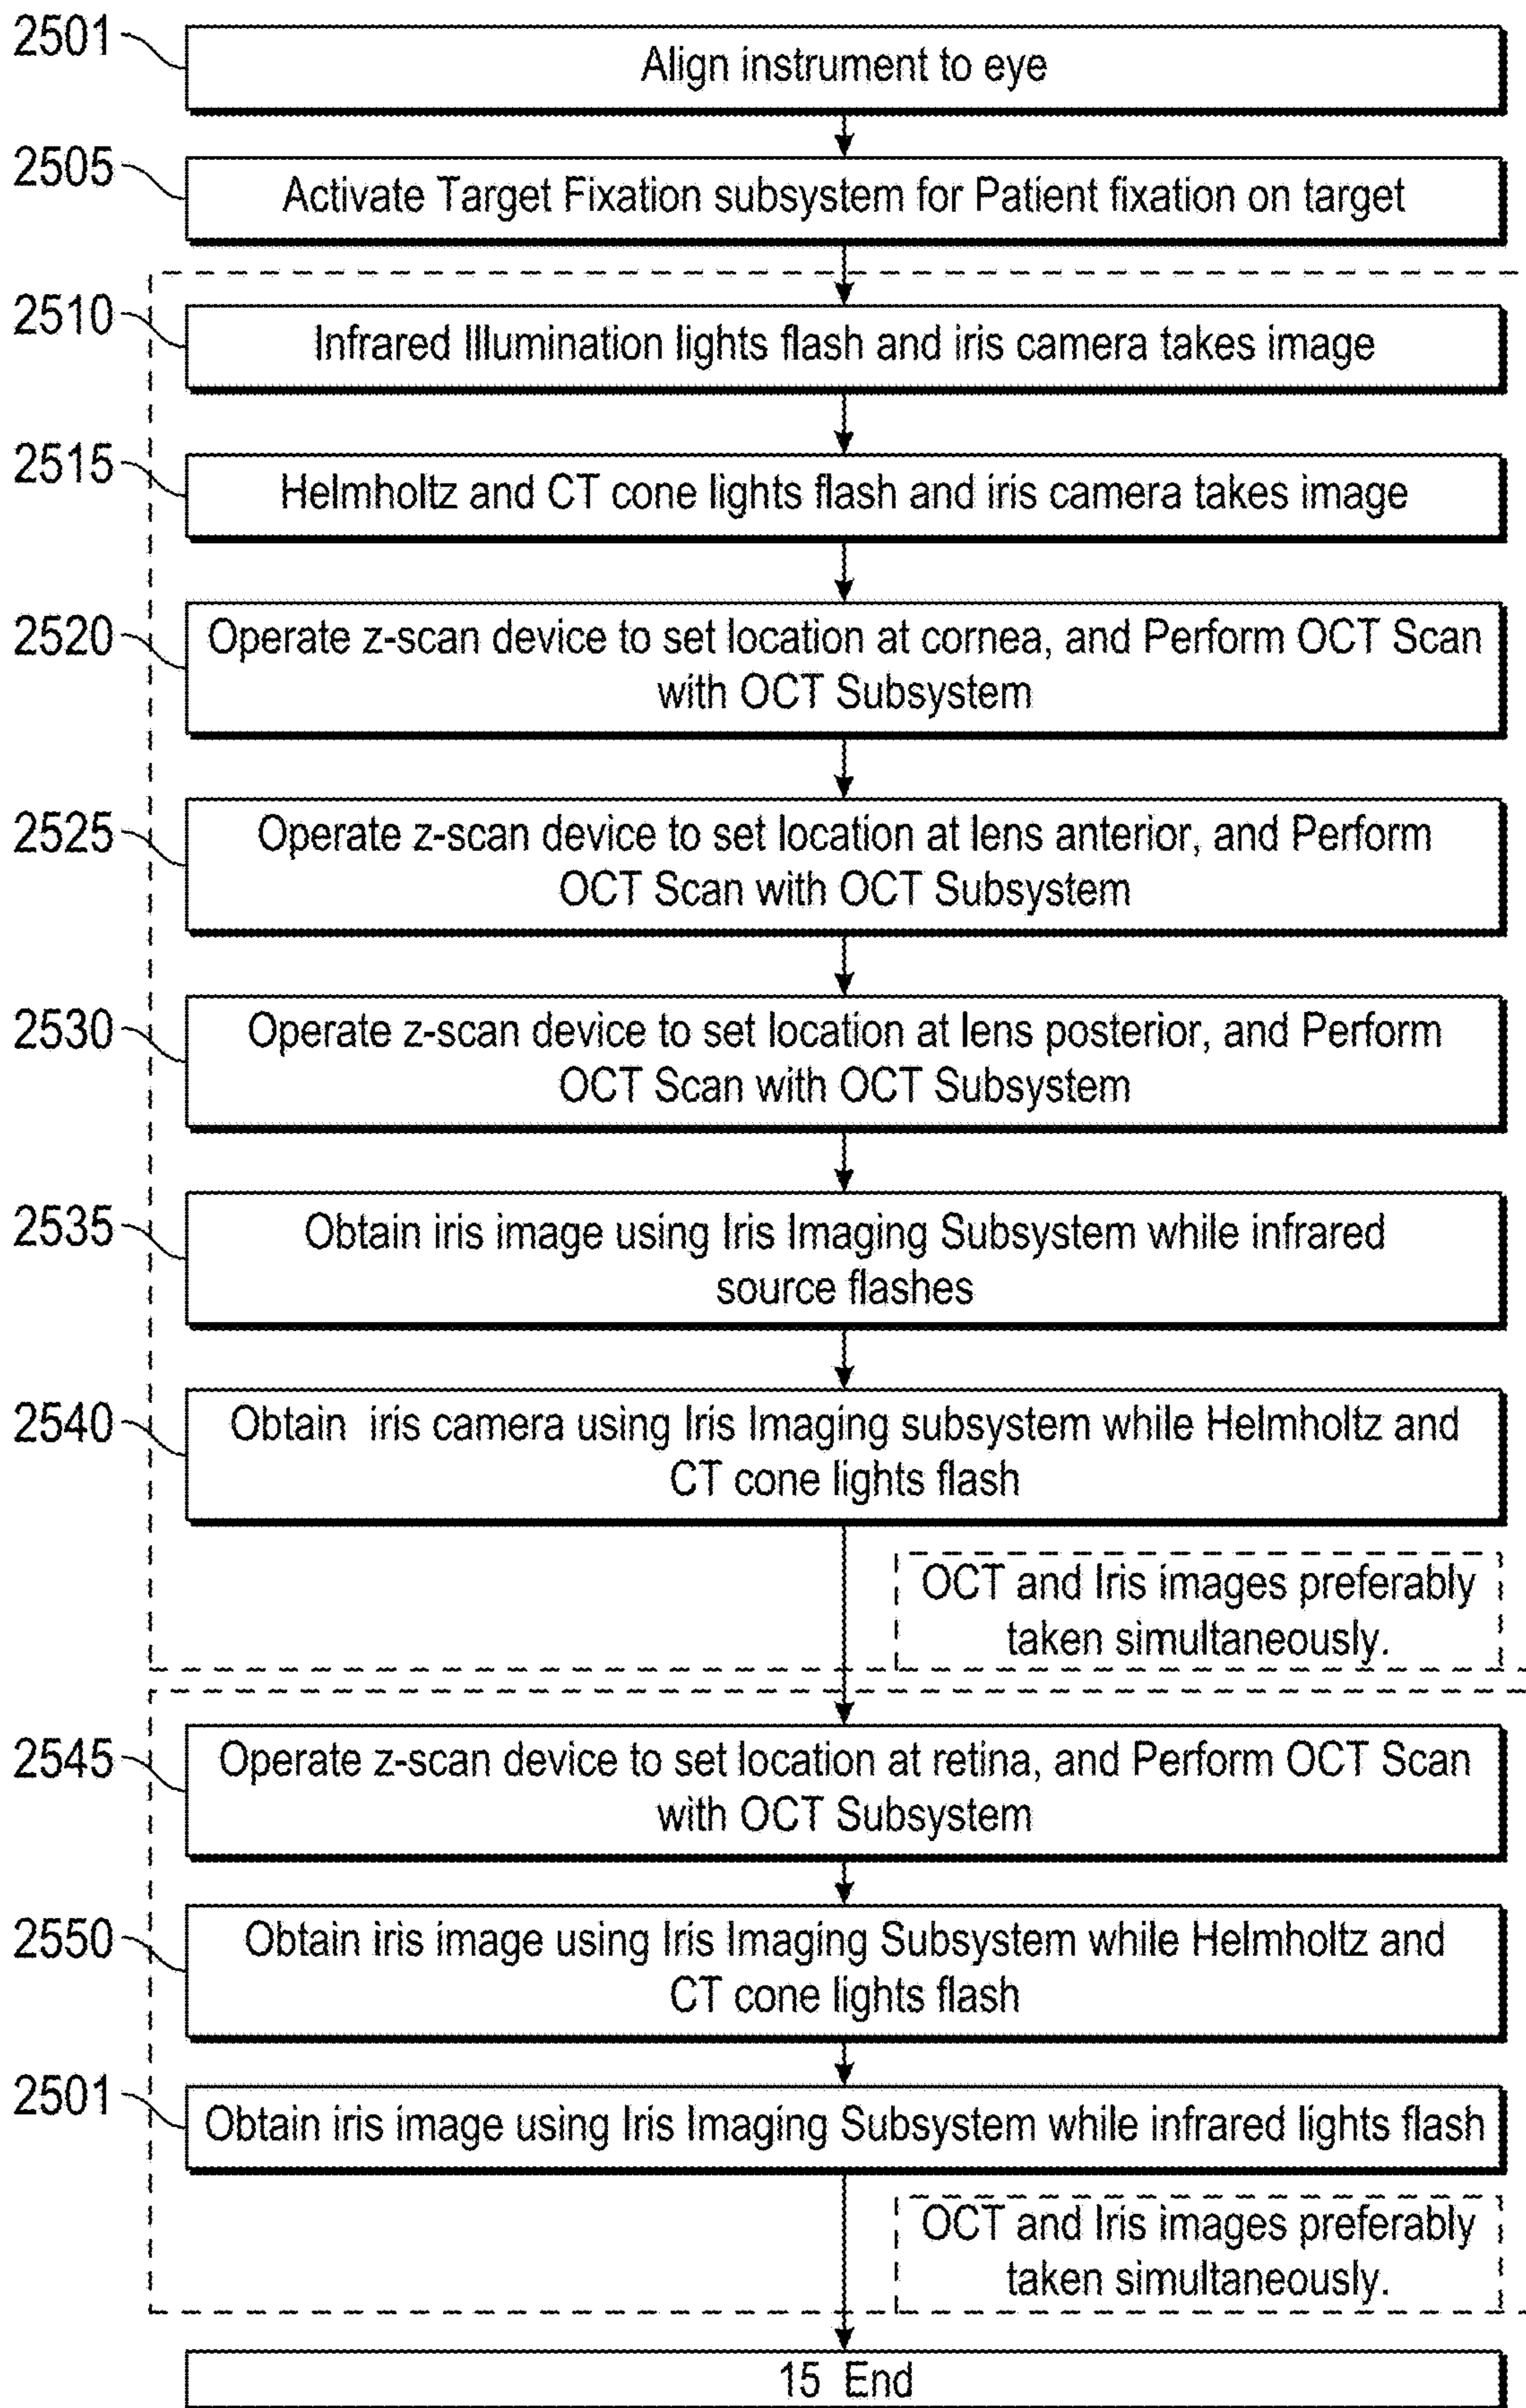 2501
Align instrument to eye
2505
Activate Target Fixation subsystem for Patient fixation on target
2510
Infrared Illumination lights flash and iris camera takes image
2515
Helmholtz and CT cone lights flash and iris camera takes image
2520
Operate z-scan device to set location at cornea, and Perform OCT Scan
with OCT Subsystem
2525
Operate z-scan device to set location at lens anterior, and Perform
OCT Scan with OCT Subsystem
2530
Operate z-scan device to set location at lens posterior, and Perform
OCT Scan with OCT Subsystem
2535
Obtain iris image using Iris Imaging Subsystem while infrared
source flashes
2540
Obtain iris camera using Iris Imaging subsystem while Helmholtz and
CT cone lights flash
OCT and Iris images preferably
taken simultaneously.
2545
Operate z-scan device to set location at retina, and Perform OCT Scan
with OCT Subsystem
2550
Obtain iris image using Iris Imaging Subsystem while Helmholtz and
CT cone lights flash
2501
Obtain iris image using Iris Imaging Subsystem while infrared lights flash
OCT and Iris images preferably
taken simultaneously.
15 End